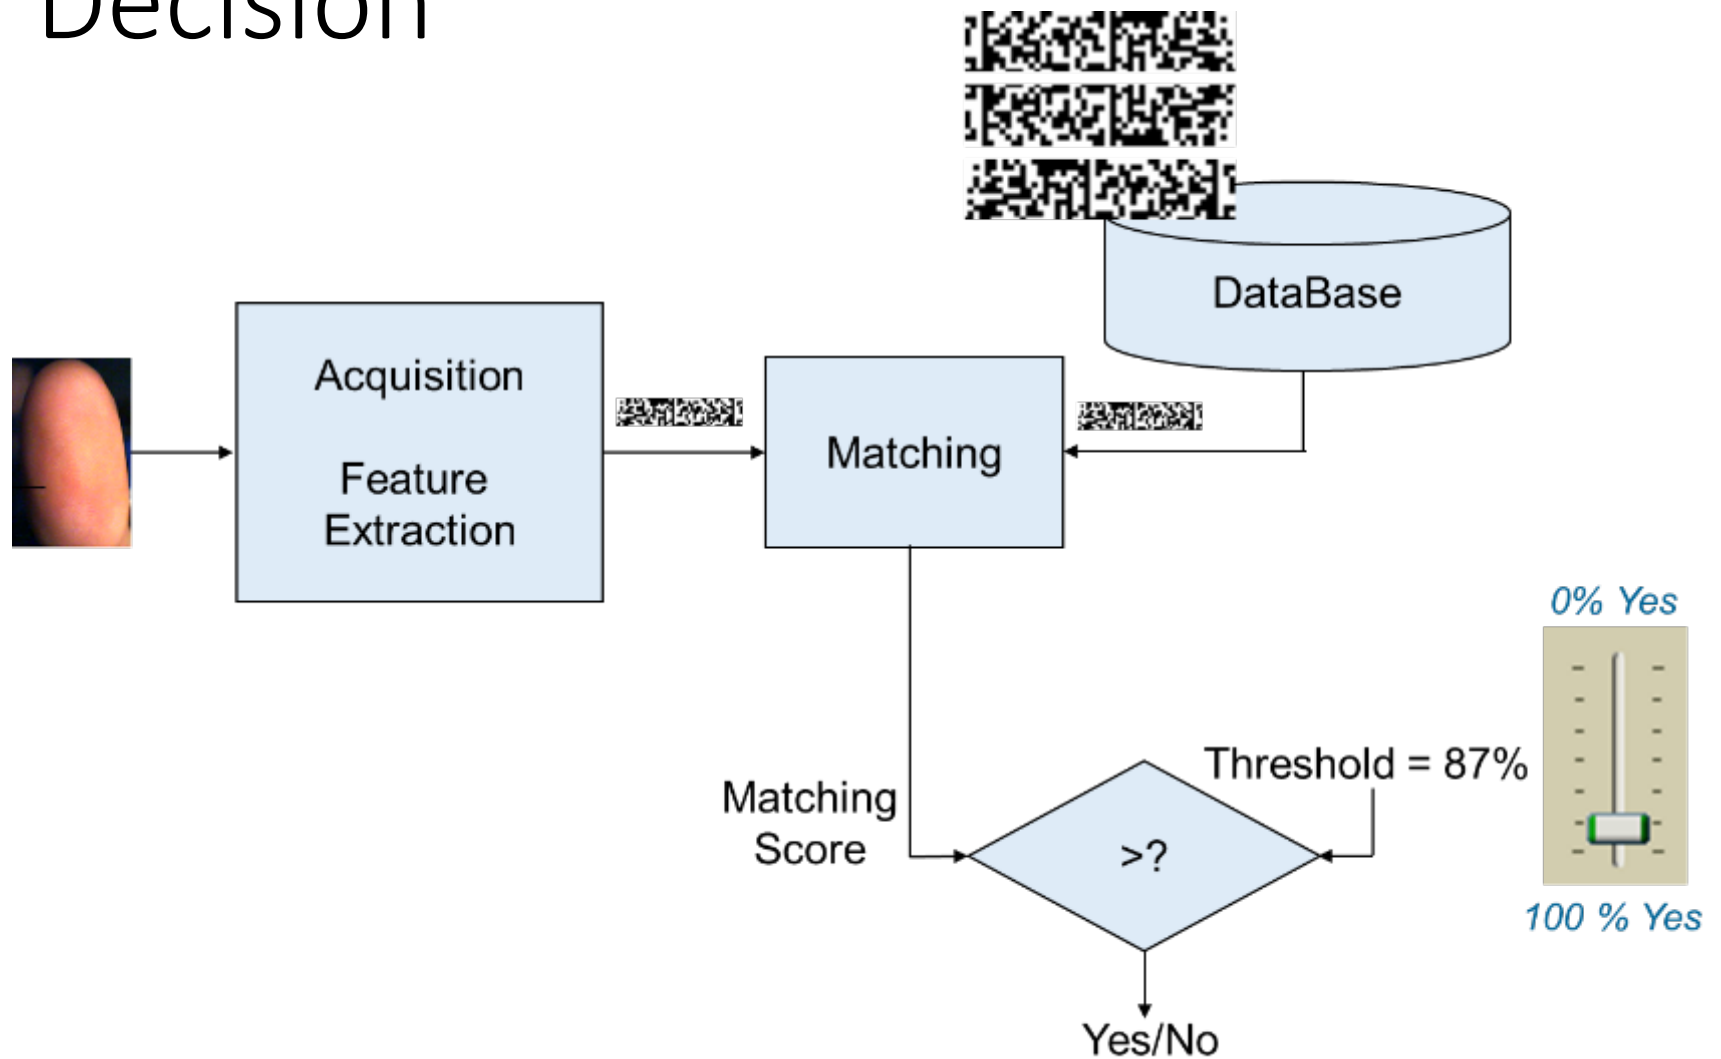 Decision
DataBase
Acquisition
Feature
Extraction
Matching
0% Yes
Threshold = 87%
Matching
Score
>?
100 % Yes
Yes/No